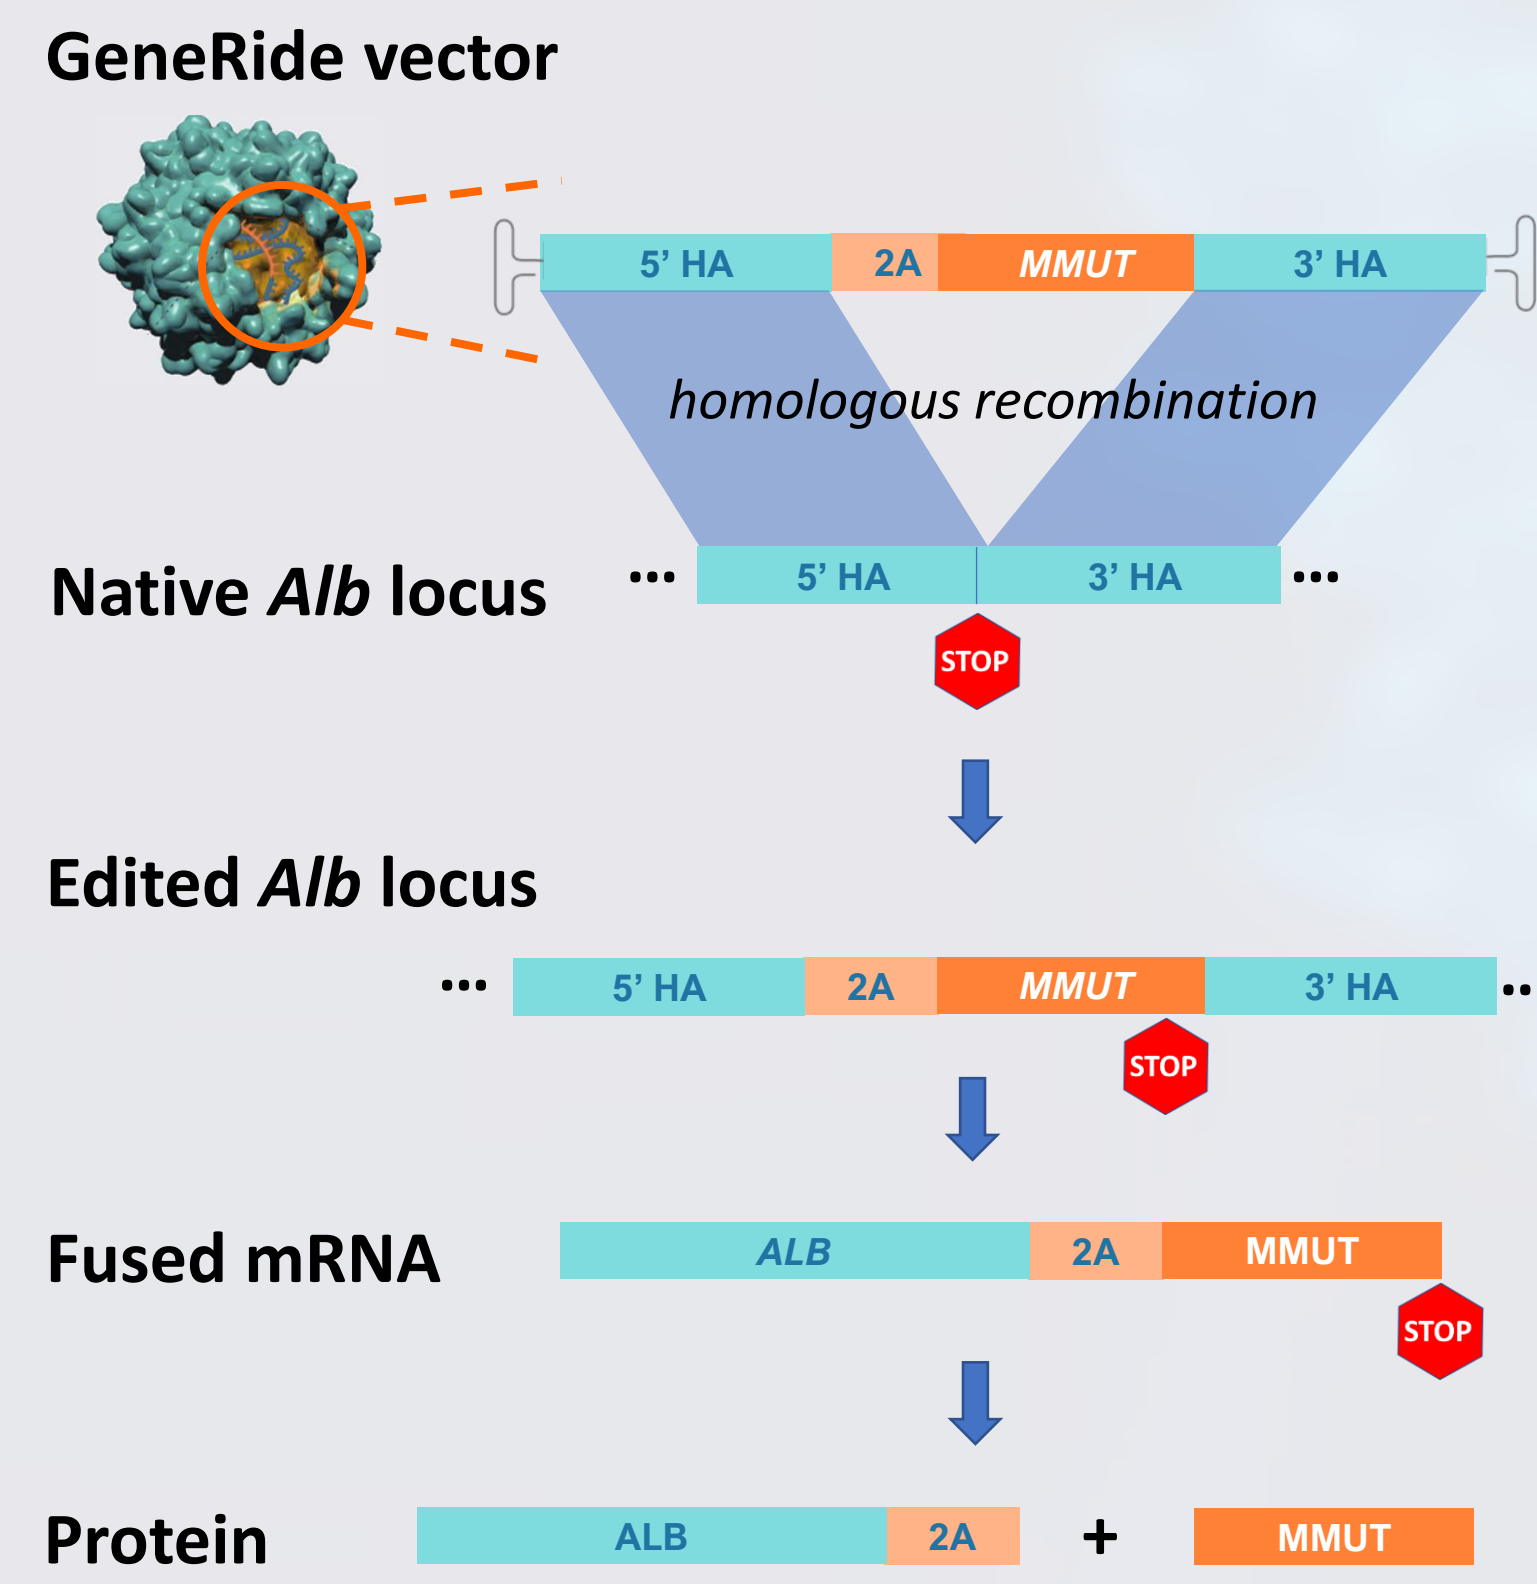 GeneRide vector
5’ HA 2A MMUT 3’ HA
homologous recombination
Native Alb locus
... 5’ HA 3’ HA ...
STOP
Edited Alb locus
... 5’ HA 2A MMUT 3’ HA ..
STOP
Fused mRNA
ALB 2A MMUT
STOP
Protein
ALB 2A + MMUT